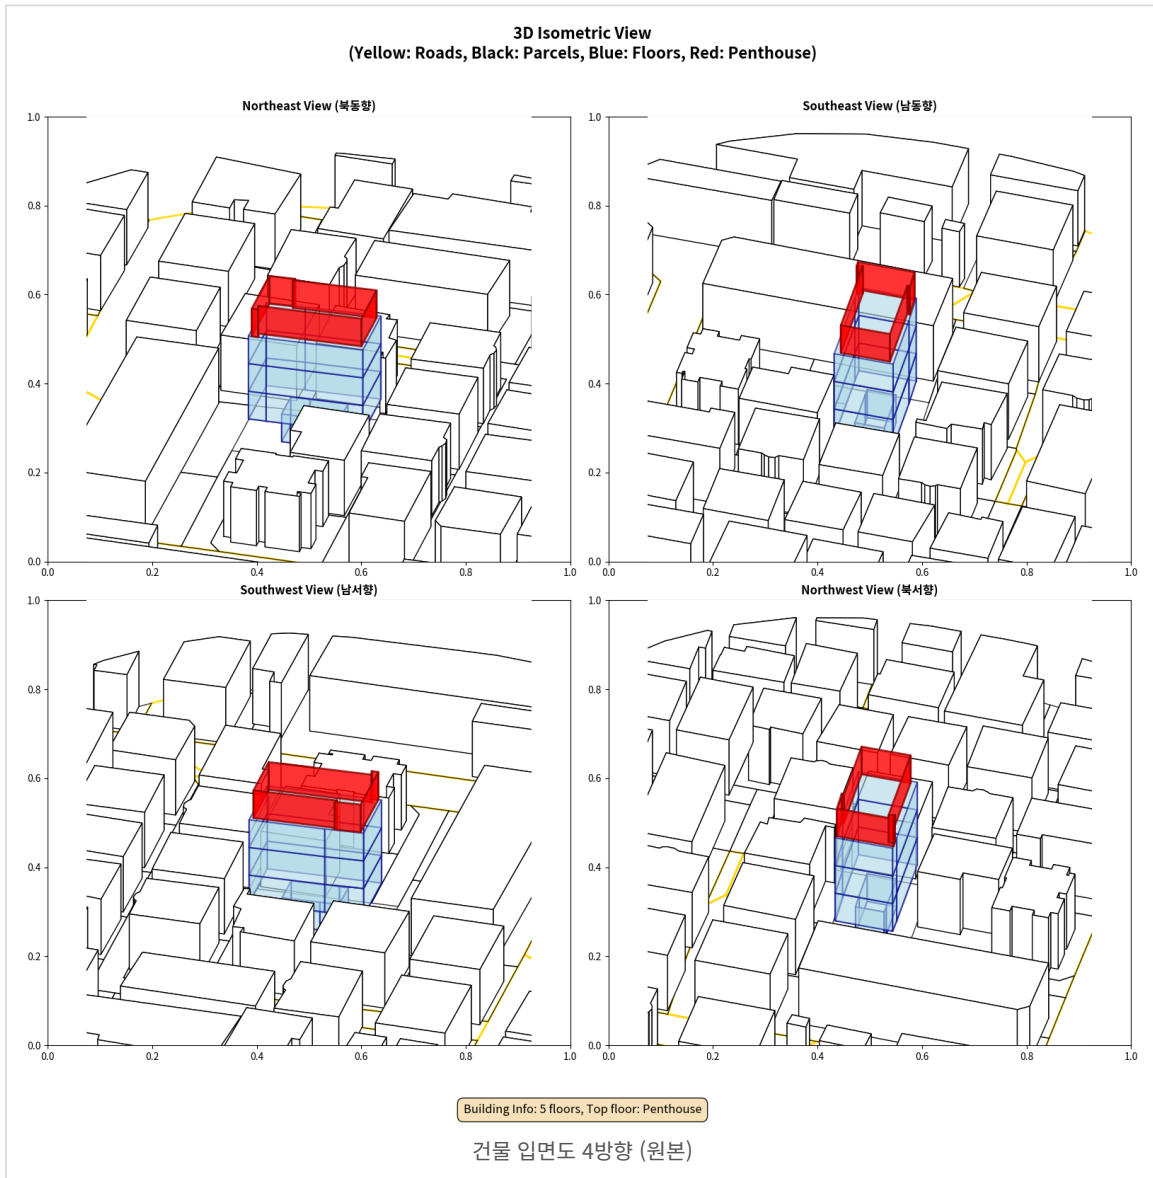 3D Isometric View
(Yellow: Roads, Black: Parcels, Blue: Floors, Red: Penthouse)
Northeast View (북동향)
1.0
0.8
0.6
0.4
0.2
0.0
0.0 0.2 0.4 0.6 0.8 1.0
Southeast View (남동향)
1.0
0.8
0.6
0.4
0.2
0.0
0.0 0.2 0.4 0.6 0.8 1.0
Southwest View (남서향)
1.0
0.8
0.6
0.4
0.2
0.0
0.0 0.2 0.4 0.6 0.8 1.0
Northwest View (북서향)
1.0
0.8
0.6
0.4
0.2
0.0
0.0 0.2 0.4 0.6 0.8 1.0
Building Info: 5 floors, Top floor: Penthouse
건물 입면도 4방향 (원본)